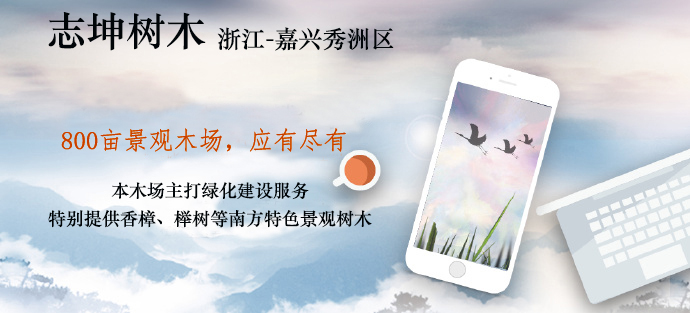 志坤树木 浙江-嘉兴秀洲区
800亩景观木场，应有尽有
本木场主打绿化建设服务
特别提供香樟、榉树等南方特色景观树木